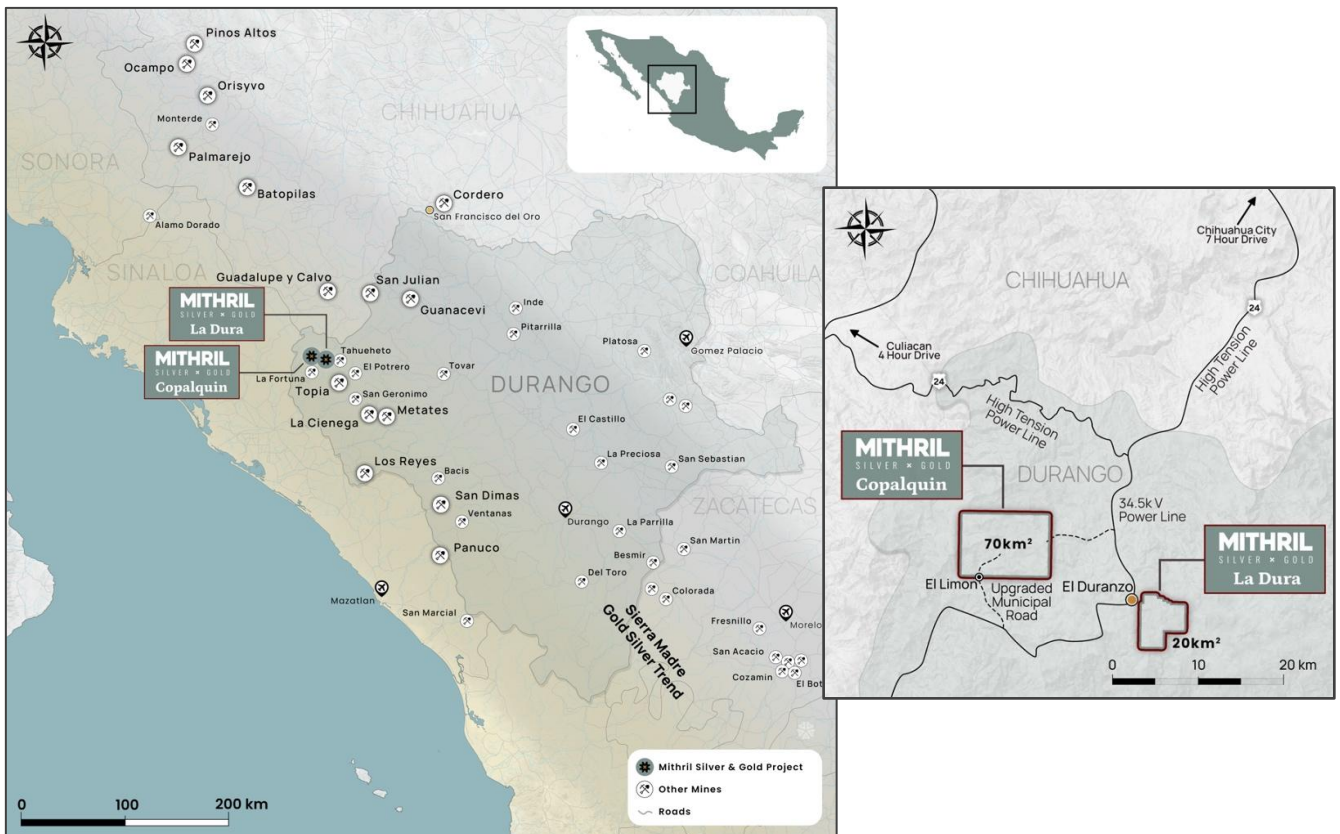 Pinos Altos
Ocampo
Orisyvo
CHIHUAHUA
Monterde
SONORA
Palmarejo
Batopilas
Cordero
San Francisco del Oro
Alamo Dorado
SINALOA
COAHUILA
Guadalupe y Calvo
San Julian
Guanacevi
MITHRIL
SILVER GOLD
La Dura
Inde
Pitarrilla
MITHRIL
SILVER GOLD
Copalquin
Tahueheto
La Fortuna
El Potrero
Tovar
Platosa
Gomez Palacio
Topia
DURANGO
San Geronimo
La Cienega
Metates
El Castillo
Los Reyes
Bacis
La Preciosa
San Sebastian
San Dimas
Ventanas
ZACATECAS
Durango
La Parrilla
Panuco
San Martin
Besmir
Del Toro
Colorada
Mazatlan
San Marcial
Sierra Madre
Gold Silver Trend
Fresnillo
Morelo
San Acacio
Cozamin
El Bot
Mithril Silver & Gold Project
Other Mines
Roads
0 100 200 km
Chihuahua City
7 Hour Drive
CHIHUAHUA
24
Culiacan
4 Hour Drive
24
High Tension
Power Line
High Tension
Power Line
MITHRIL
SILVER GOLD
Copalquin
DURANGO
34.5k V
Power Line
70km²
MITHRIL
SILVER GOLD
La Dura
El Limon
Upgraded
Municipal
Road
El Duranzo
20km²
0 10 20 km